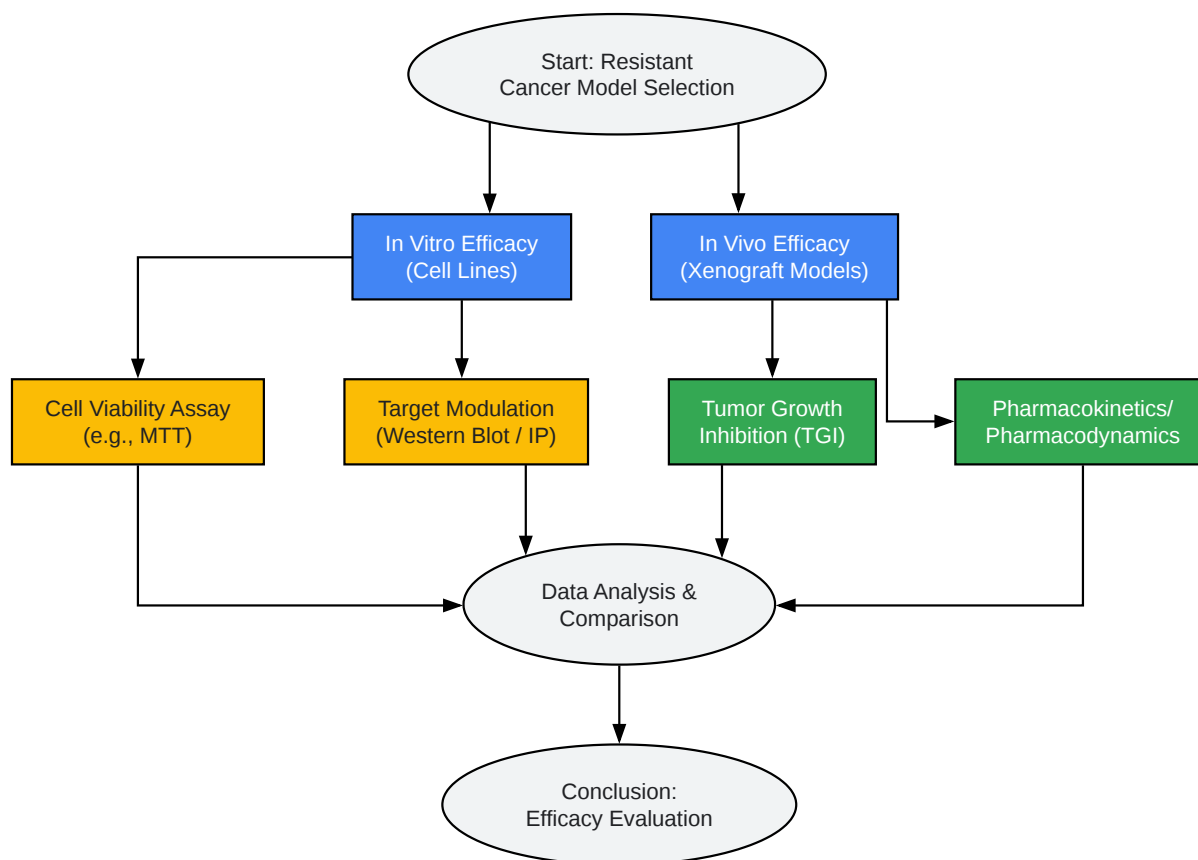 Start: Resistant
Cancer Model Selection
In Vitro Efficacy
(Cell Lines)
In Vivo Efficacy
(Xenograft Models)
Cell Viability Assay
(e.g., MTT)
Target Modulation
(Western Blot / IP)
Tumor Growth
Inhibition (TGI)
Pharmacokinetics/
Pharmacodynamics
Data Analysis &
Comparison
Conclusion:
Efficacy Evaluation